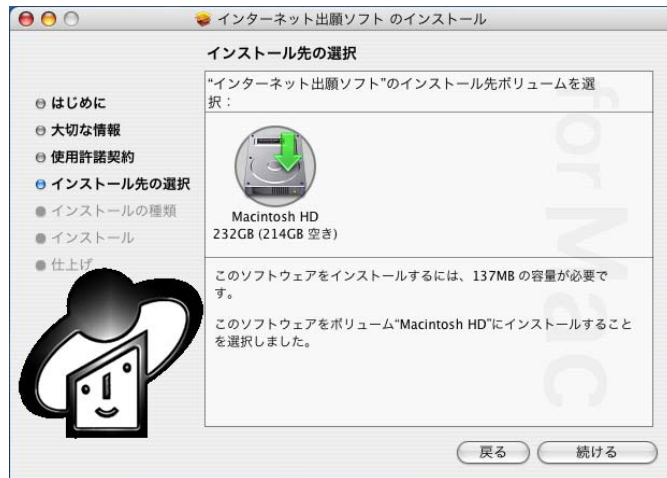 インターネット出願ソフト のインストール
インストール先の選択
はじめに
大切な情報
使用許諾契約
インストール先の選択
インストールの種類
インストール
仕上げ
“インターネット出願ソフト”のインストール先ボリュームを選
択：
Macintosh HD
232GB (214GB 空き)
このソフトウェアをインストールするには、137MB の容量が必要で
す。
このソフトウェアをボリューム“Macintosh HD”にインストールすること
を選択しました。
for Mac
戻る
続ける